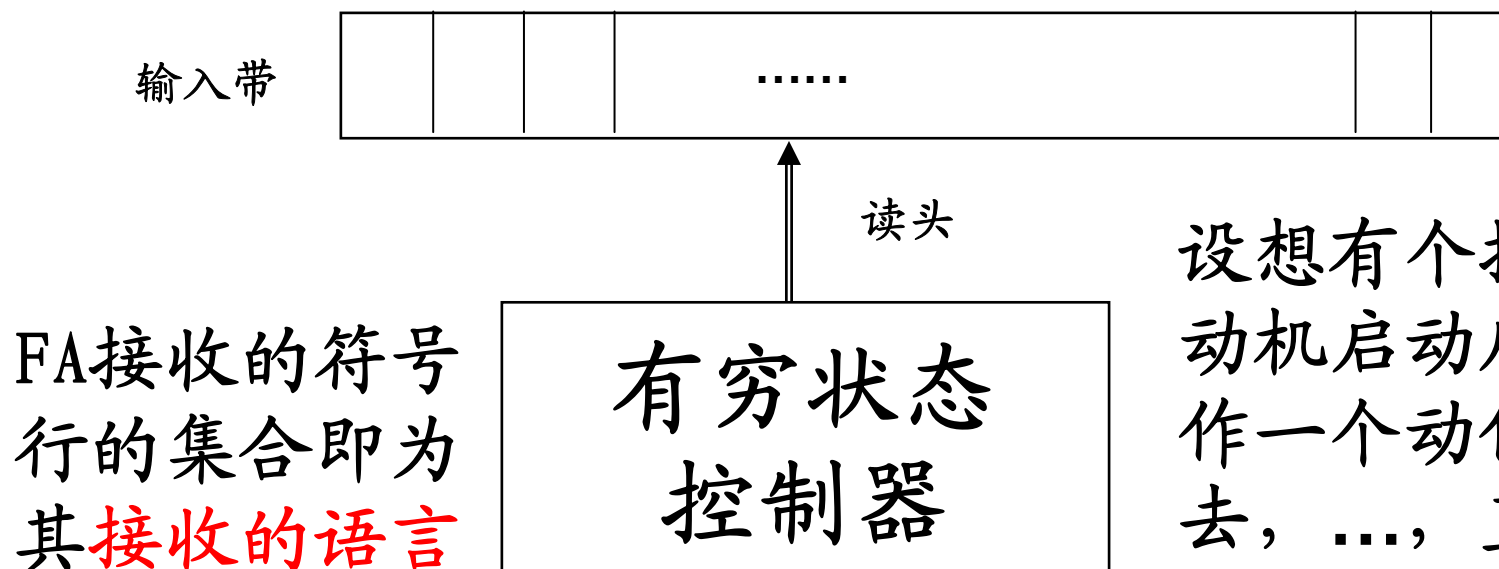 输入带
......
读头
FA接收的符号
行的集合即为
其接收的语言
有穷状态
控制器
设想有个
动机启动
作一个动
去，...，